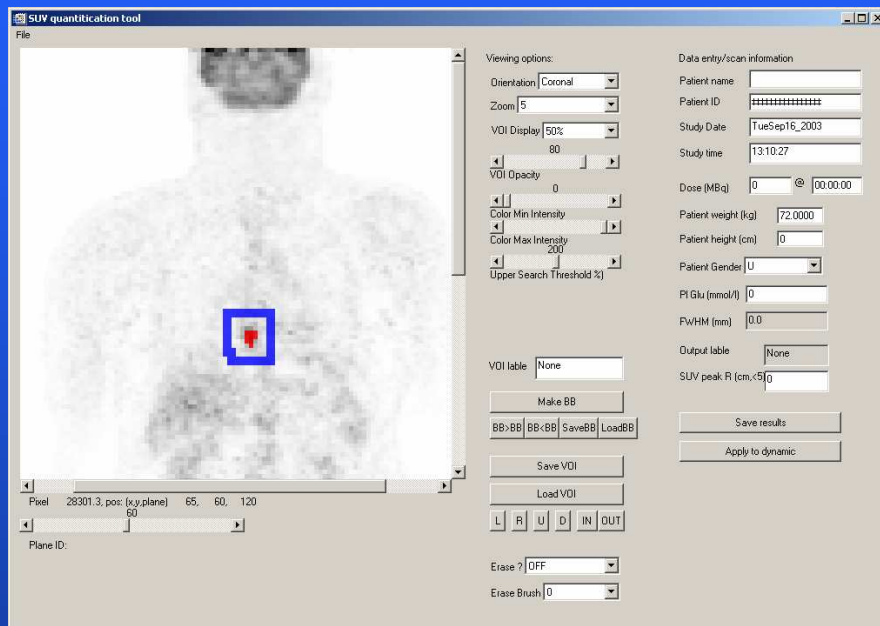 SUV quantitication tool
File
Viewing options:
Orientation Coronal
Zoom 5
VOI Display 50%
80
VOI Opacity
0
Color Min Intensity
Color Max Intensity
200
Upper Search Threshold %)
VOI lable None
Make BB
BB>BB BB<BB SaveBB LoadBB
Save VOI
Load VOI
L R U D IN OUT
Erase ? OFF
Erase Brush 0
Data entry/scan information
Patient name
Patient ID ‡‡‡‡‡‡‡‡‡‡‡‡‡‡‡
Study Date TueSep16_2003
Study time 13:10:27
Dose (MBq) 0 @ 00:00:00
Patient weight (kg) 72.0000
Patient height (cm) 0
Patient Gender U
Pl Glu (mmol/l) 0
FWHM (mm) 0.0
Output lable None
SUV peak R (cm,<5) 0
Save results
Apply to dynamic
Pixel 28301.3, pos: (x,y,plane) 65, 60, 120
60
Plane ID: